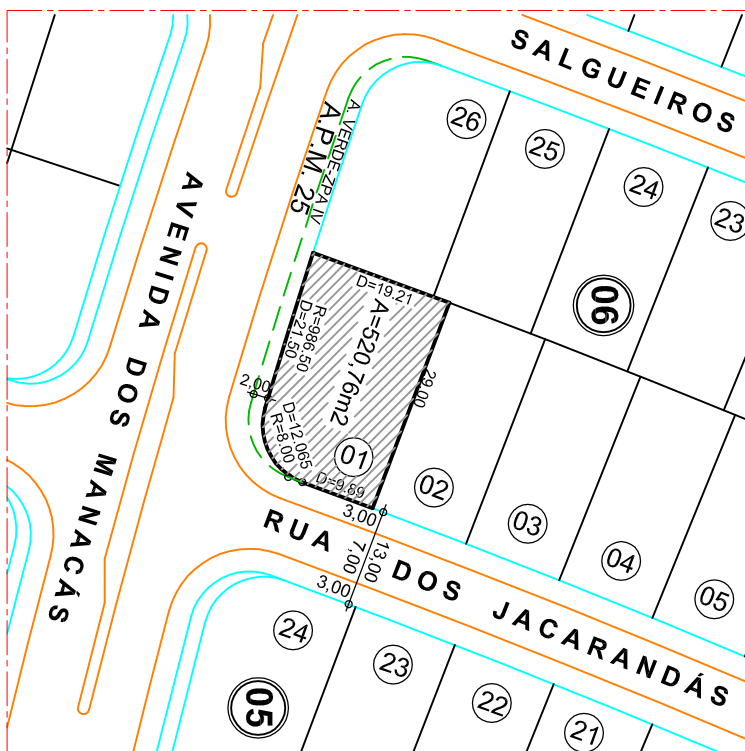 SALGUEIROS
26
25
24
23
A. VERDE-ZPA IV
A.P.M. 25
AVENIDA DOS MANACÁS
D=19.21
R=986.50
D=21.50
A=520,76m2
29.00
06
2,00
D=12.065
R=8.00
01
D=9.89
02
03
04
05
3,00
13,00
7,00
3,00
RUA DOS JACARANDÁS
24
23
22
21
05